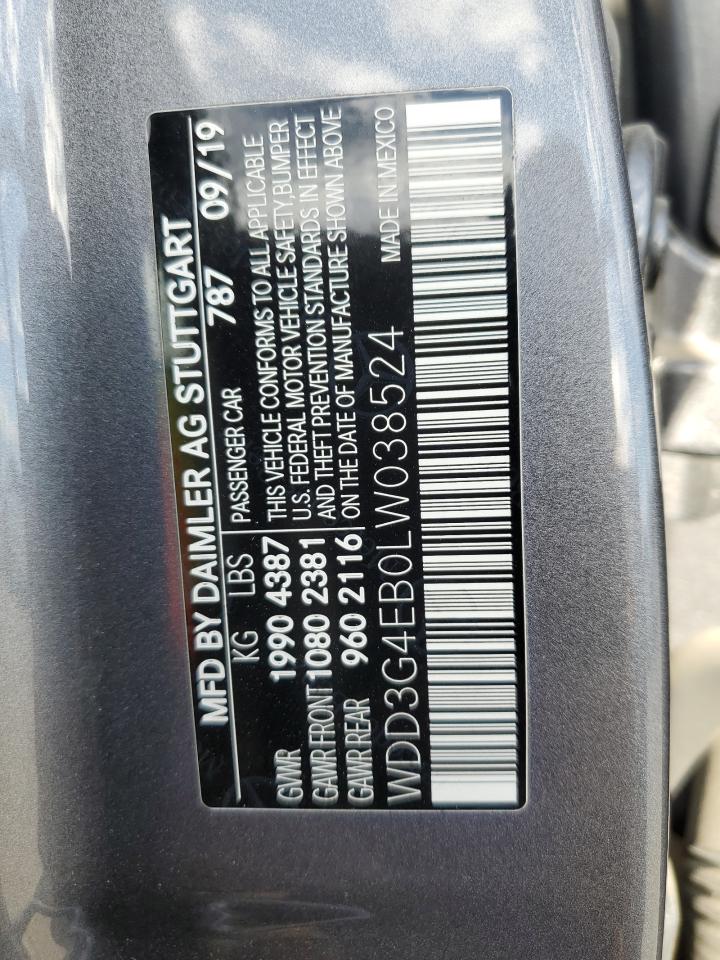 MFD BY DAIMLER AG STUTTGART
787 09/19
KG LBS
GWR 1990 4387
GAWR FRONT 1080 2381
GAWR REAR 960 2116
PASSENGER CAR
THIS VEHICLE CONFORMS TO ALL APPLICABLE
U.S. FEDERAL MOTOR VEHICLE SAFETY, BUMPER
AND THEFT PREVENTION STANDARDS IN EFFECT
ON THE DATE OF MANUFACTURE SHOWN ABOVE
WDD3G4EB0LW038524 MADE IN MEXICO